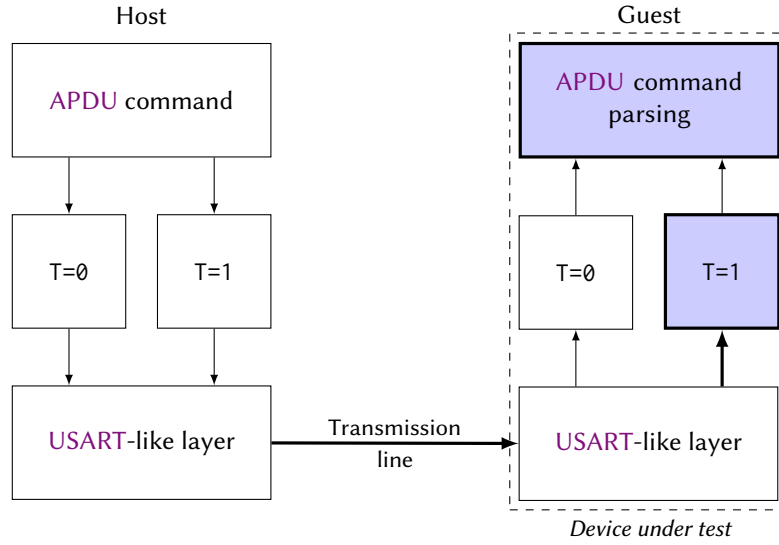 Host
APDU command
T=0
T=1
USART-like layer
Transmission
line
Guest
APDU command
parsing
T=0
T=1
USART-like layer
Device under test